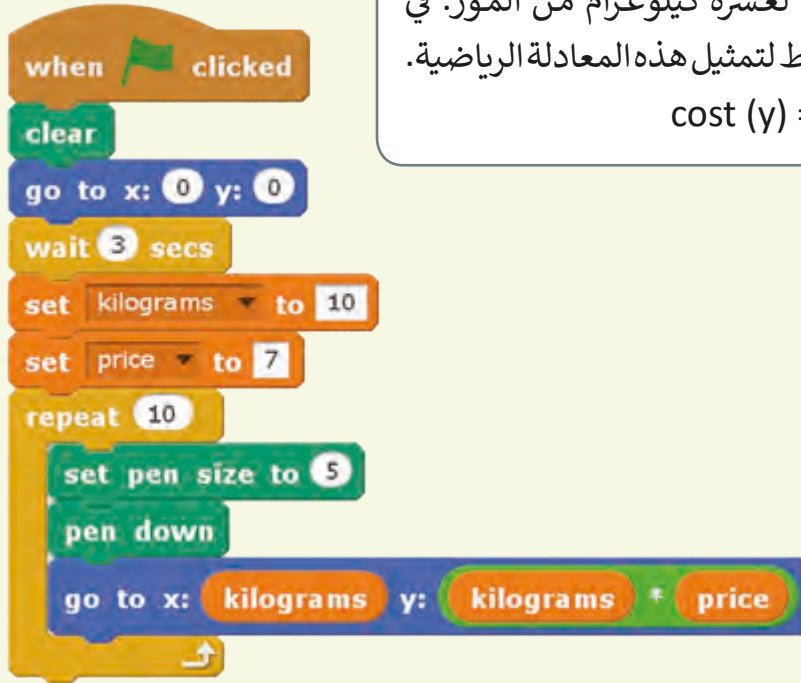 لعشرة كيلوغرام من الموز. في
لتمثيل هذه المعادلة الرياضية.
cost (y)
when clicked
clear
go to x: 0 y: 0
wait 3 secs
set kilograms to 10
set price to 7
repeat 10
set pen size to 5
pen down
go to x: kilograms y: kilograms * price